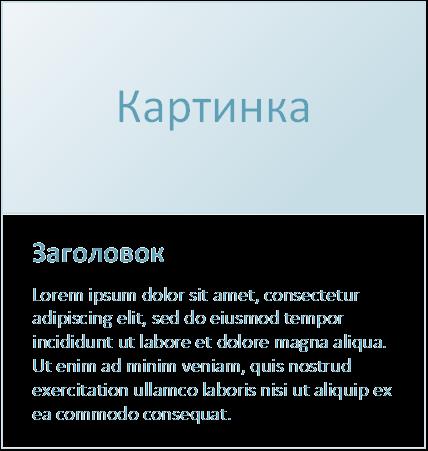 Картинка
Заголовок
Lorem ipsum dolor sit amet, consectetur
adipiscing elit, sed do eiusmod tempor
incididunt ut labore et dolore magna aliqua.
Ut enim ad minim veniam, quis nostrud
exercitation ullamco laboris nisi ut aliquip ex
ea commodo consequat.